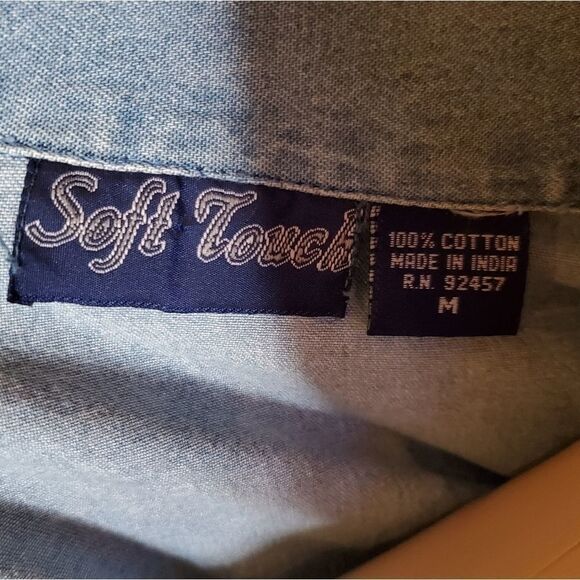 Soft Touch
100% COTTON
MADE IN INDIA
R.N. 92457
M